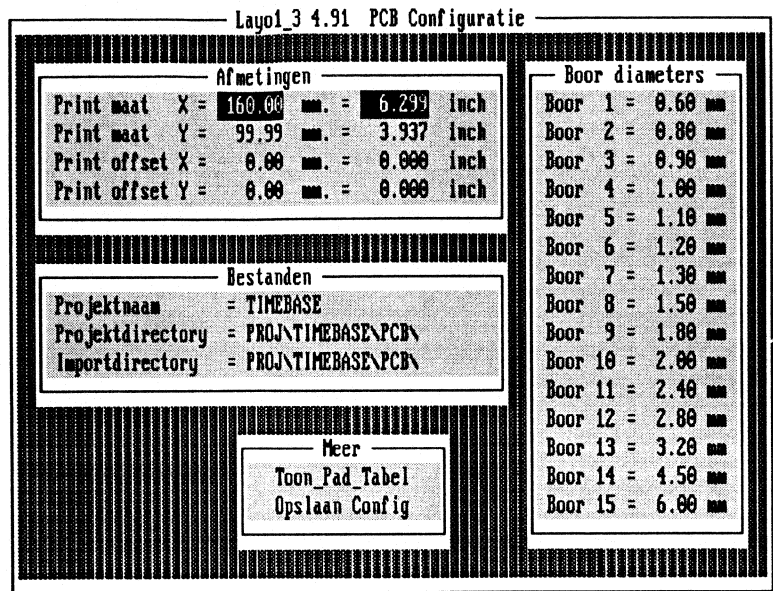 Layo1_3 4.91 PCB Configuratie
Afmetingen
Print maat X = 160.00 mm. = 6.299 inch
Print maat Y = 99.99 mm. = 3.937 inch
Print offset X = 0.00 mm. = 0.000 inch
Print offset Y = 0.00 mm. = 0.000 inch
Bestanden
Projektnaam = TIMEBASE
Projektdirectory = PROJ\TIMEBASE\PCB\
Importdirectory = PROJ\TIMEBASE\PCB\
Meer
Toon_Pad_Tabel
Opslaan Config
Boor diameters
Boor 1 = 0.60 mm
Boor 2 = 0.80 mm
Boor 3 = 0.90 mm
Boor 4 = 1.00 mm
Boor 5 = 1.10 mm
Boor 6 = 1.20 mm
Boor 7 = 1.30 mm
Boor 8 = 1.50 mm
Boor 9 = 1.80 mm
Boor 10 = 2.00 mm
Boor 11 = 2.40 mm
Boor 12 = 2.80 mm
Boor 13 = 3.20 mm
Boor 14 = 4.50 mm
Boor 15 = 6.00 mm